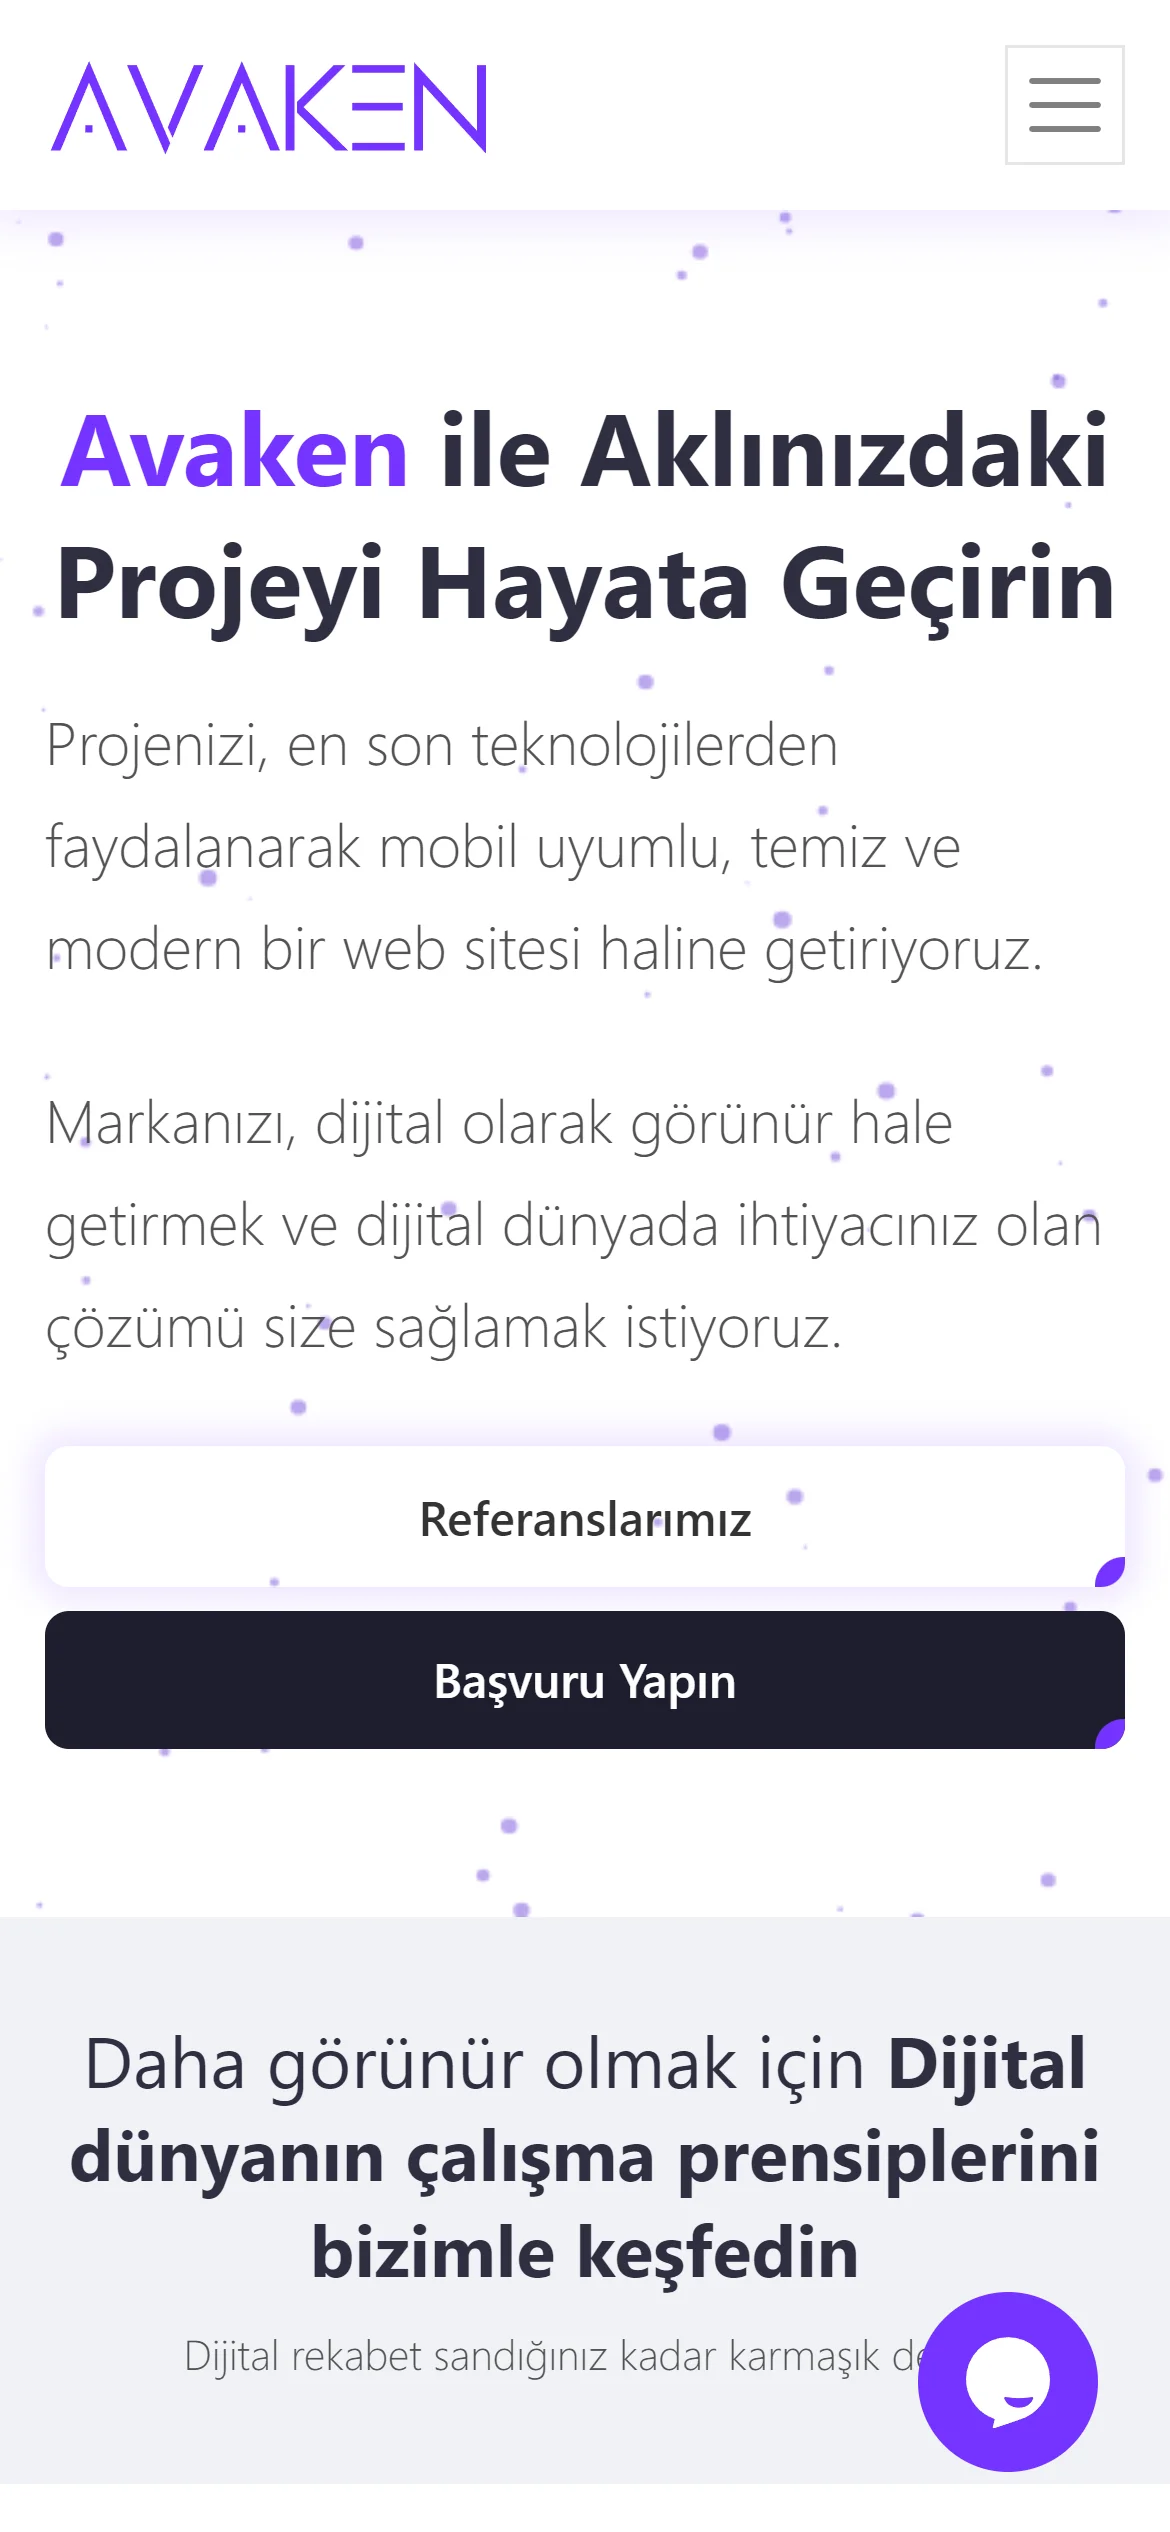 AVAKEN
Avaken ile Aklınızdaki
Projeyi Hayata Geçirin
Projenizi, en son teknolojilerden
faydalanarak mobil uyumlu, temiz ve
modern bir web sitesi haline getiriyoruz.
Markanızı, dijital olarak görünür hale
getirmek ve dijital dünyada ihtiyacınız olan
çözümü size sağlamak istiyoruz.
Referanslarımız
Başvuru Yapın
Daha görünür olmak için Dijital
dünyanın çalışma prensiplerini
bizimle keşfedin
Dijital rekabet sandığınız kadar karmaşık